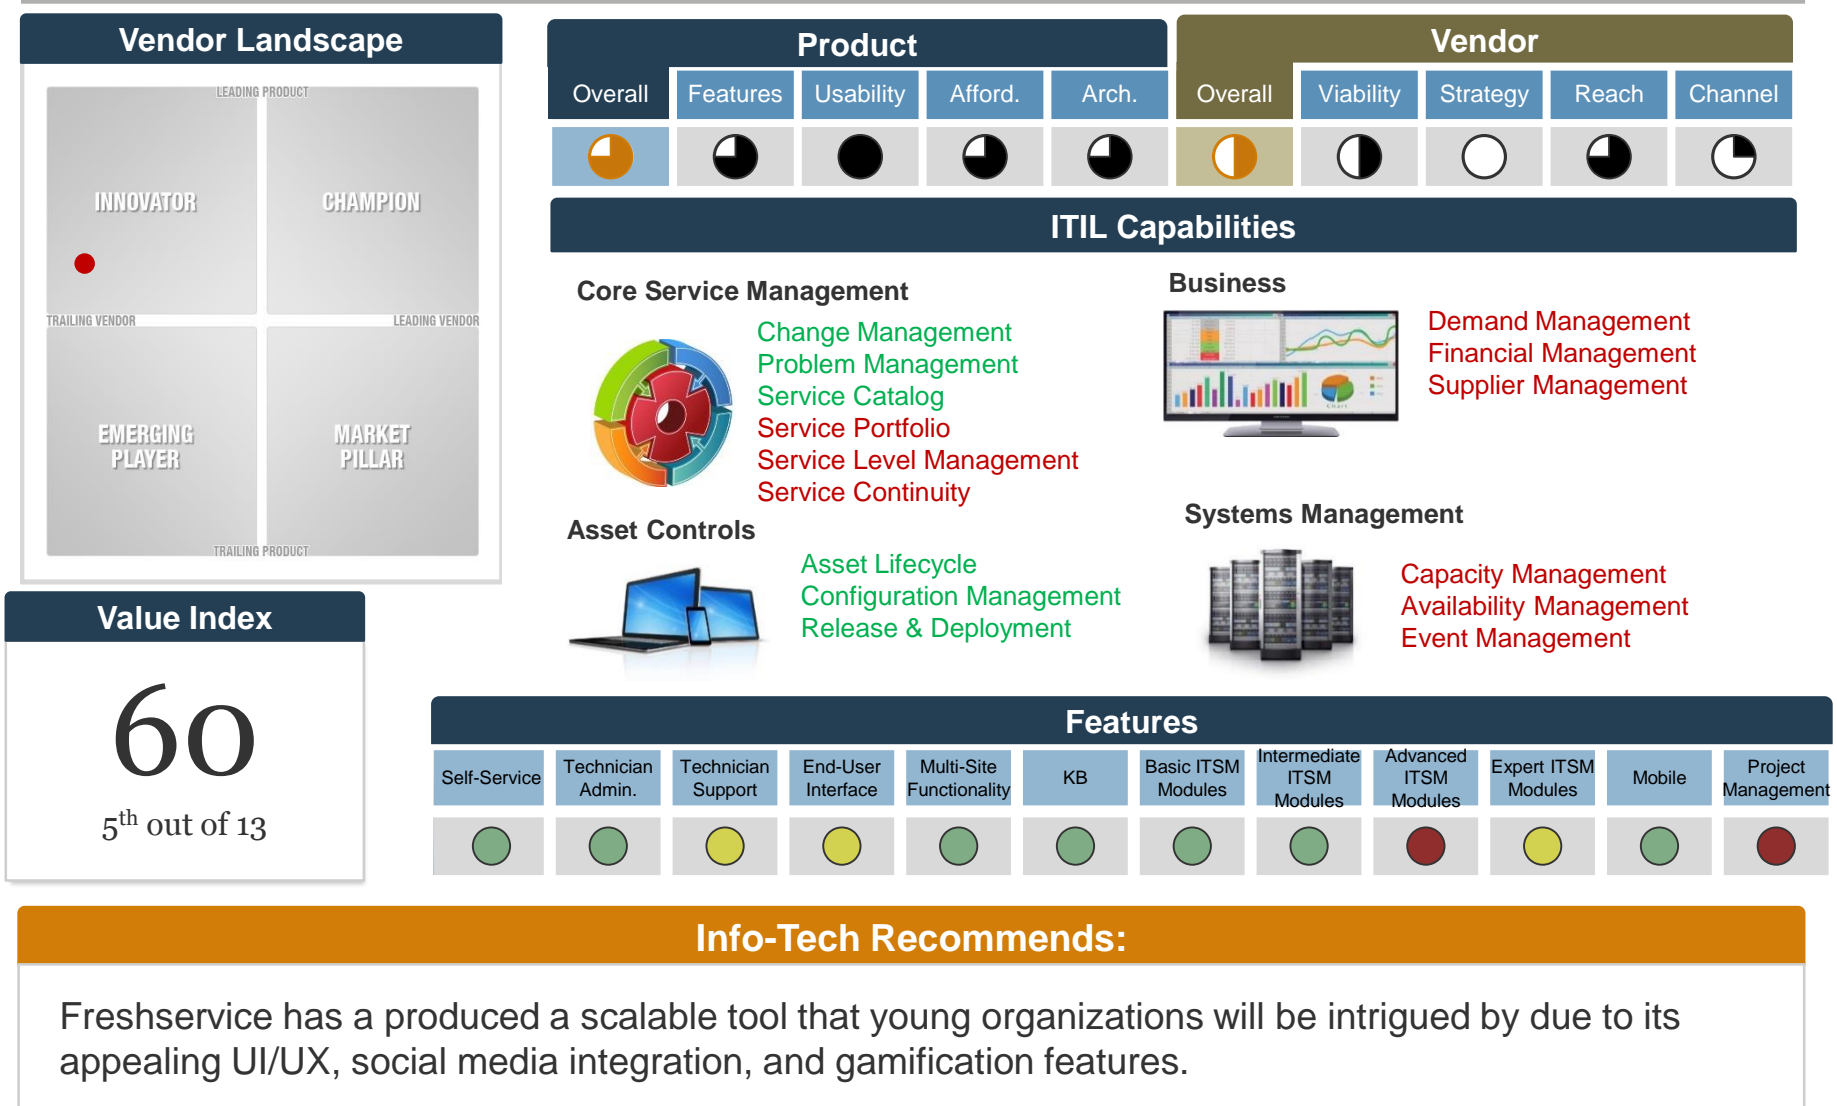 Vendor Landscape
LEADING PRODUCT
INNOVATOR
CHAMPION
TRAILING VENDOR
LEADING VENDOR
EMERGING
PLAYER
MARKET
PILLAR
TRAILING PRODUCT
Product
Vendor
Overall
Features
Usability
Afford.
Arch.
Overall
Viability
Strategy
Reach
Channel
ITIL Capabilities
Core Service Management
Change Management
Problem Management
Service Catalog
Service Portfolio
Service Level Management
Service Continuity
Business
Chart
Demand Management
Financial Management
Supplier Management
Asset Controls
Asset Lifecycle
Configuration Management
Release & Deployment
Systems Management
Capacity Management
Availability Management
Event Management
Value Index
60
5th out of 13
Features
Self-Service
Technician
Admin.
Technician
Support
End-User
Interface
Multi-Site
Functionality
KB
Basic ITSM
Modules
Intermediate
ITSM
Modules
Advanced
ITSM
Modules
Expert ITSM
Modules
Mobile
Project
Management
Info-Tech Recommends:
Freshservice has a produced a scalable tool that young organizations will be intrigued by due to its
appealing UI/UX, social media integration, and gamification features.